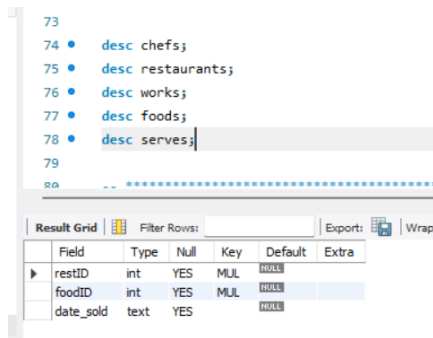 73
74 desc chefs;
75 desc restaurants;
76 desc works;
77 desc foods;
78 desc serves;
79
80 -- ******************************************
Result Grid Filter Rows: Export: Wrap
Field Type Null Key Default Extra
restID int YES MUL NULL
foodID int YES MUL NULL
date_sold text YES NULL